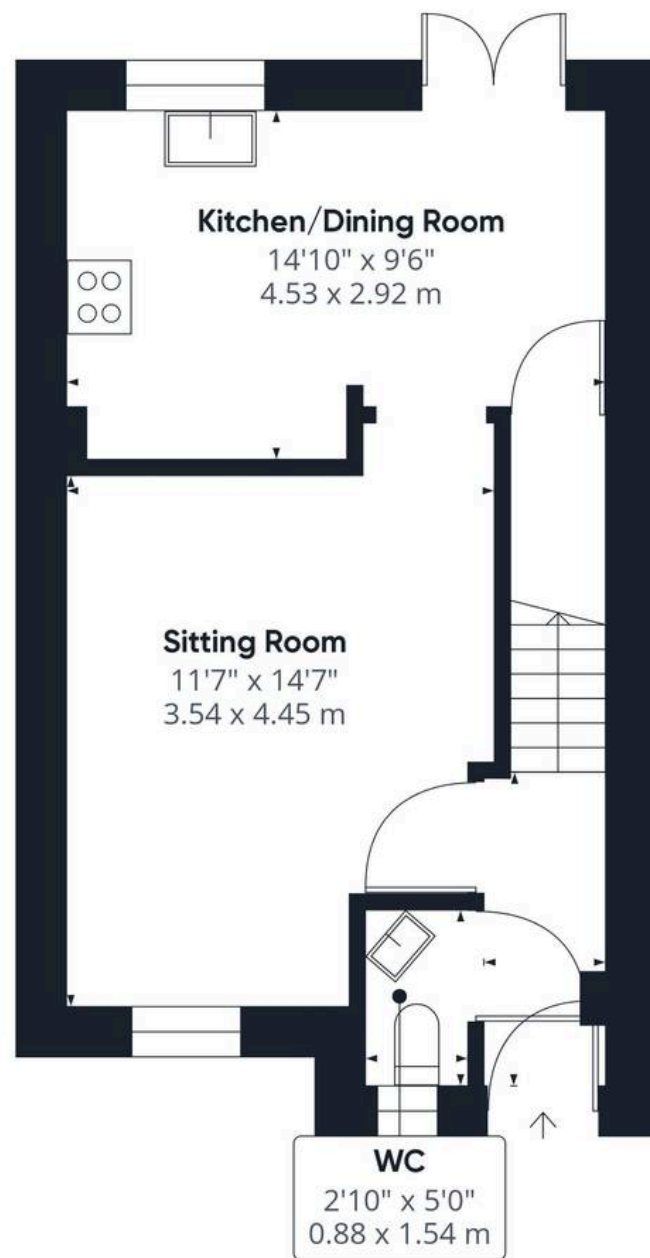 Kitchen/Dining Room
14'10" x 9'6"
4.53 x 2.92 m
Sitting Room
11'7" x 14'7"
3.54 x 4.45 m
WC
2'10" x 5'0"
0.88 x 1.54 m